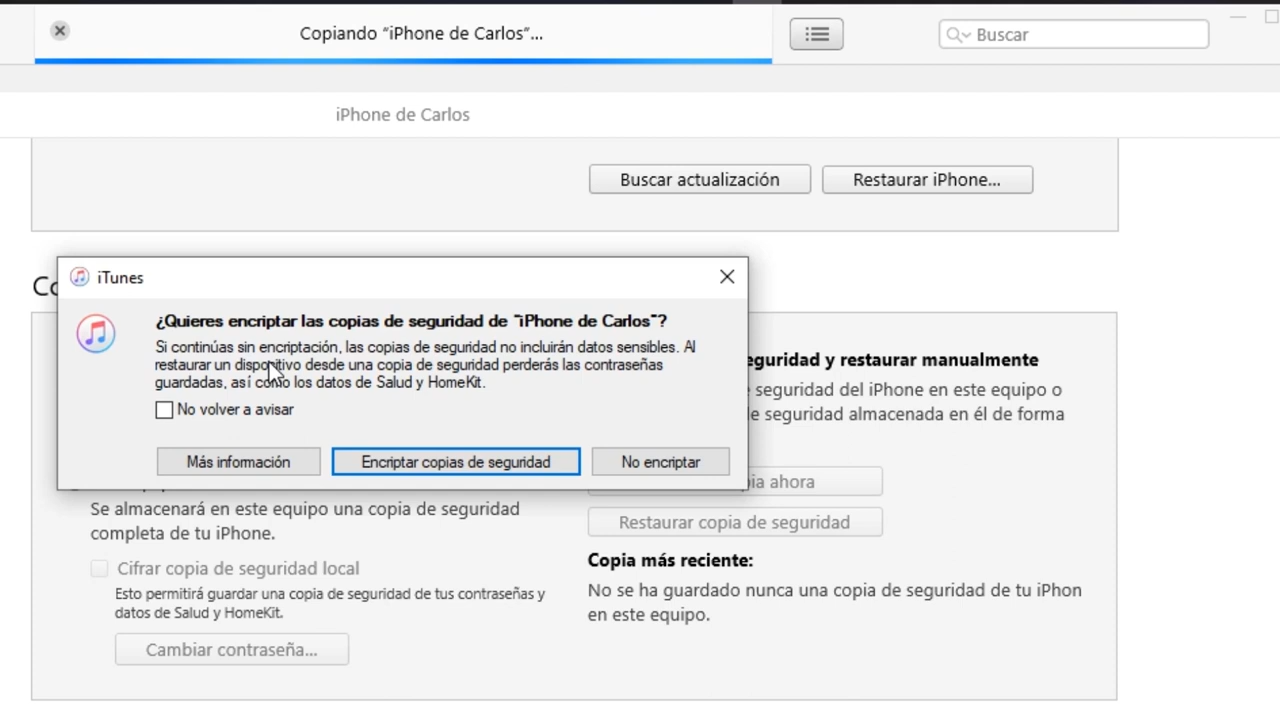 Copiando “iPhone de Carlos”...
Buscar
iPhone de Carlos
Buscar actualización
Restaurar iPhone...
iTunes
¿Quieres encriptar las copias de seguridad de "iPhone de Carlos"?
Si continúas sin encriptación, las copias de seguridad no incluirán datos sensibles. Al
restaurar un dispositivo desde una copia de seguridad perderás las contraseñas
guardadas, así como los datos de Salud y HomeKit.
No volver a avisar
Más información
Encriptar copias de seguridad
No encriptar
Se almacenará en este equipo una copia de seguridad
completa de tu iPhone.
Cifrar copia de seguridad local
Esto permitirá guardar una copia de seguridad de tus contraseñas y
datos de Salud y HomeKit.
Cambiar contraseña...
eguridad y restaurar manualmente
seguridad del iPhone en este equipo o
e seguridad almacenada en él de forma
ia ahora
Restaurar copia de seguridad
Copia más reciente:
No se ha guardado nunca una copia de seguridad de tu iPhon
en este equipo.